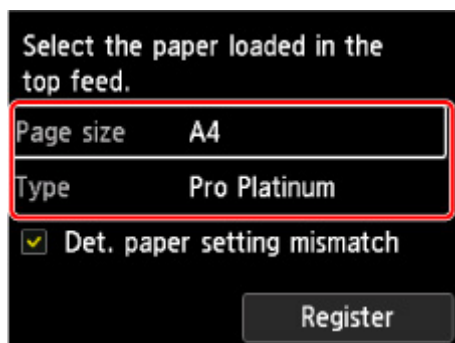 Select the paper loaded in the
top feed.
Page size A4
Type Pro Platinum
Det. paper setting mismatch
Register